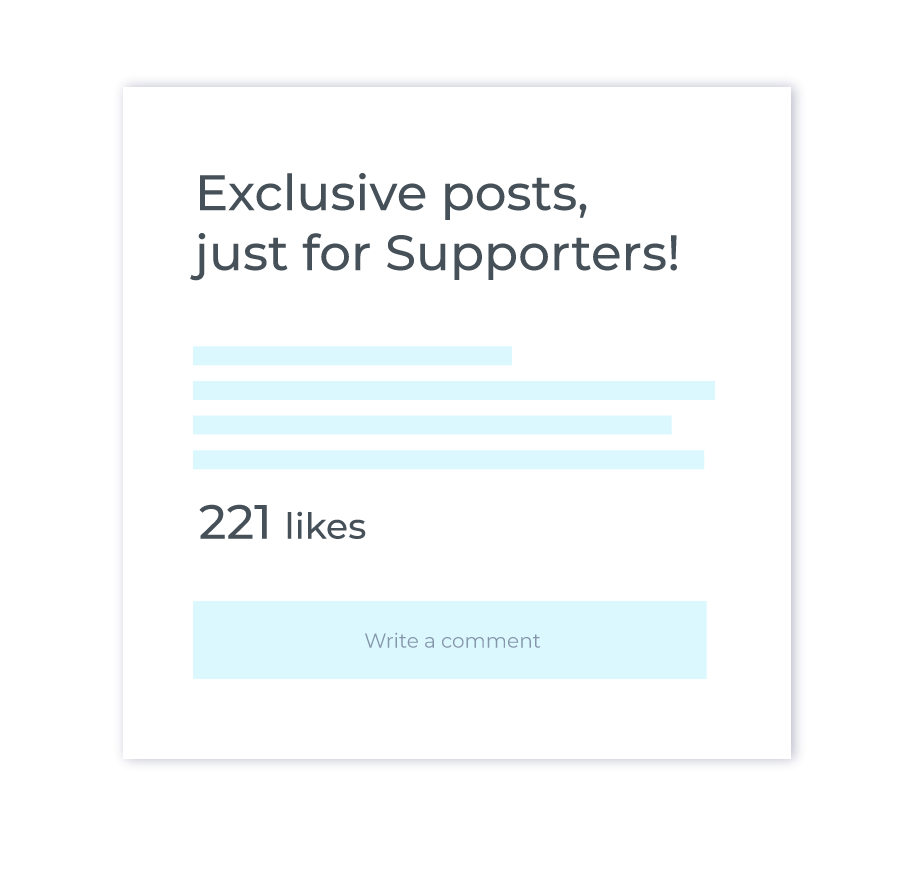 Exclusive posts,
just for Supporters!
221 likes
Write a comment